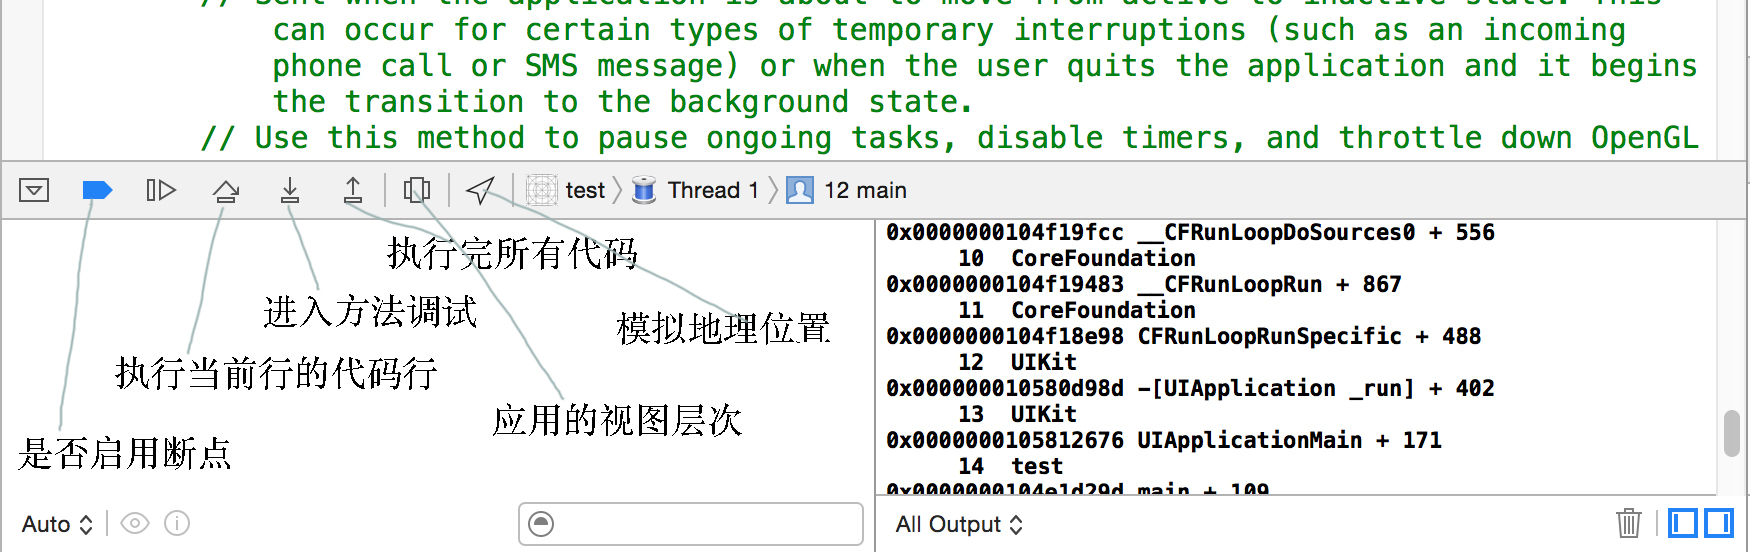 // Sent when the application is about to move from active to inactive state. This
can occur for certain types of temporary interruptions (such as an incoming
phone call or SMS message) or when the user quits the application and it begins
the transition to the background state.
// Use this method to pause ongoing tasks, disable timers, and throttle down OpenGL
test Thread 1 12 main
执行完所有代码
进入方法调试
模拟地理位置
执行当前行的代码行
应用的视图层次
是否启用断点
Auto
0x0000000104f19fcc __CFRunLoopDoSources0 + 556
10 CoreFoundation
0x0000000104f19483 __CFRunLoopRun + 867
11 CoreFoundation
0x0000000104f18e98 CFRunLoopRunSpecific + 488
12 UIKit
0x000000010580d98d -[UIApplication _run] + 402
13 UIKit
0x0000000105812676 UIApplicationMain + 171
14 test
0x0000000104e1d29d main + 109
All Output